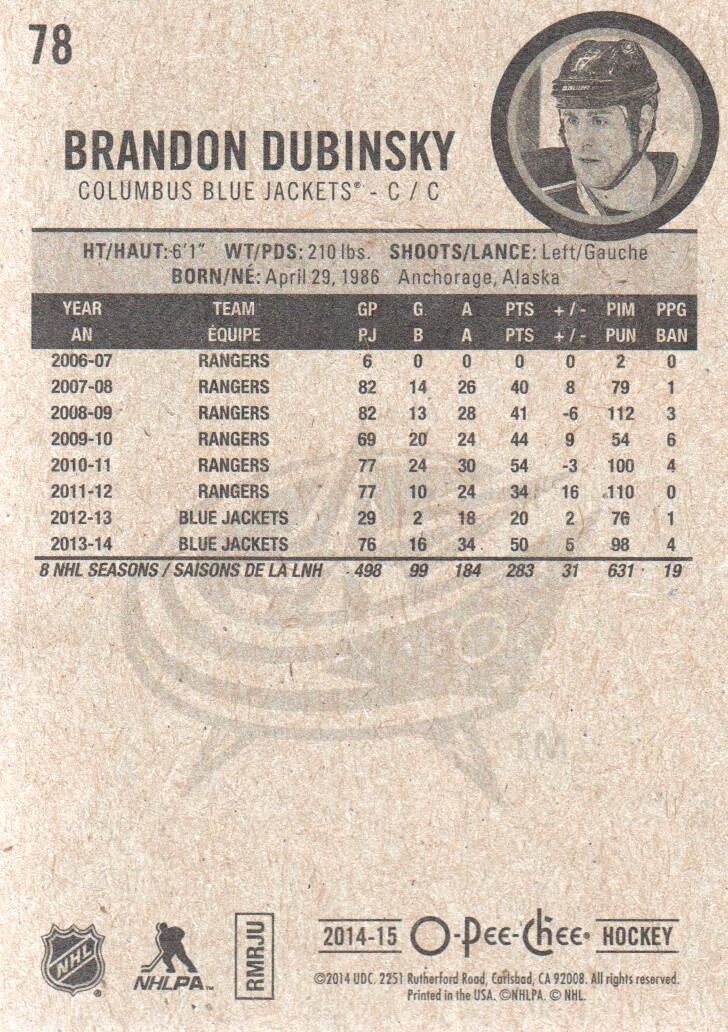 78
BRANDON DUBINSKY
COLUMBUS BLUE JACKETS® - C / C
HT/HAUT: 6'1" WT/PDS: 210 lbs. SHOOTS/LANCE: Left/Gauche
BORN/NÉ: April 29, 1986 Anchorage, Alaska
YEAR TEAM GP G A PTS +/- PIM PPG
AN ÉQUIPE PJ B A PTS +/- PUN BAN
2006-07 RANGERS 6 0 0 0 0 2 0
2007-08 RANGERS 82 14 26 40 8 79 1
2008-09 RANGERS 82 13 28 41 -6 112 3
2009-10 RANGERS 69 20 24 44 9 54 6
2010-11 RANGERS 77 24 30 54 -3 100 4
2011-12 RANGERS 77 10 24 34 16 110 0
2012-13 BLUE JACKETS 29 2 18 20 2 76 1
2013-14 BLUE JACKETS 76 16 34 50 5 98 4
8 NHL SEASONS / SAISONS DE LA LNH 498 99 184 283 31 631 19
TM
NHL ®
NHLPA™
RMRJU
2014-15 O-Pee-Chee® HOCKEY
©2014 UDC. 2251 Rutherford Road, Carlsbad, CA 92008. All rights reserved.
Printed in the USA. ©NHLPA. © NHL.